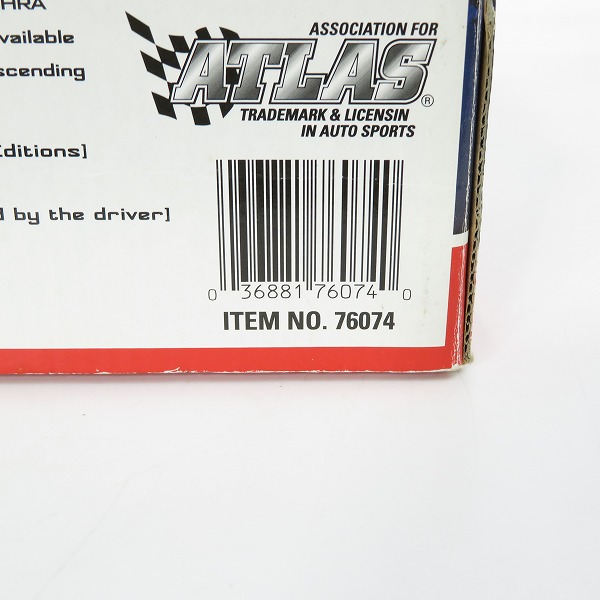 HRA
vailable
scending
ditions]
d by the driver]
ASSOCIATION FOR
ATLAS®
TRADEMARK & LICENSIN
IN AUTO SPORTS
0 36881 76074 0
ITEM NO. 76074